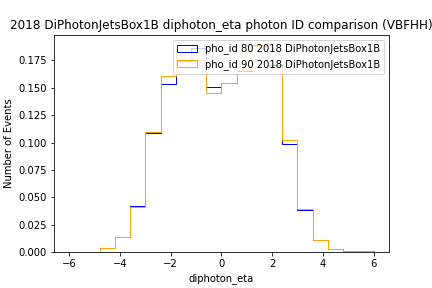 2018 DiPhotonJetsBox1B diphoton_eta photon ID comparison (VBFHH)
pho_id 80 2018 DiPhotonJetsBox1B
pho_id 90 2018 DiPhotonJetsBox1B
Number of Events
0.175
0.150
0.125
0.100
0.075
0.050
0.025
0.000
−6 −4 −2 0 2 4 6
diphoton_eta